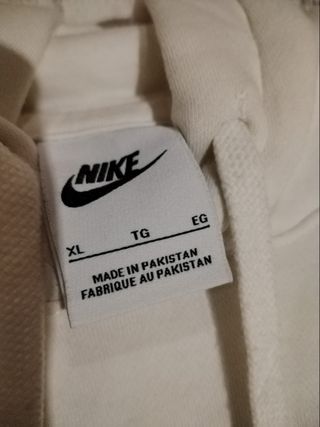 NIKE
XL TG EG
MADE IN PAKISTAN
FABRIQUE AU PAKISTAN